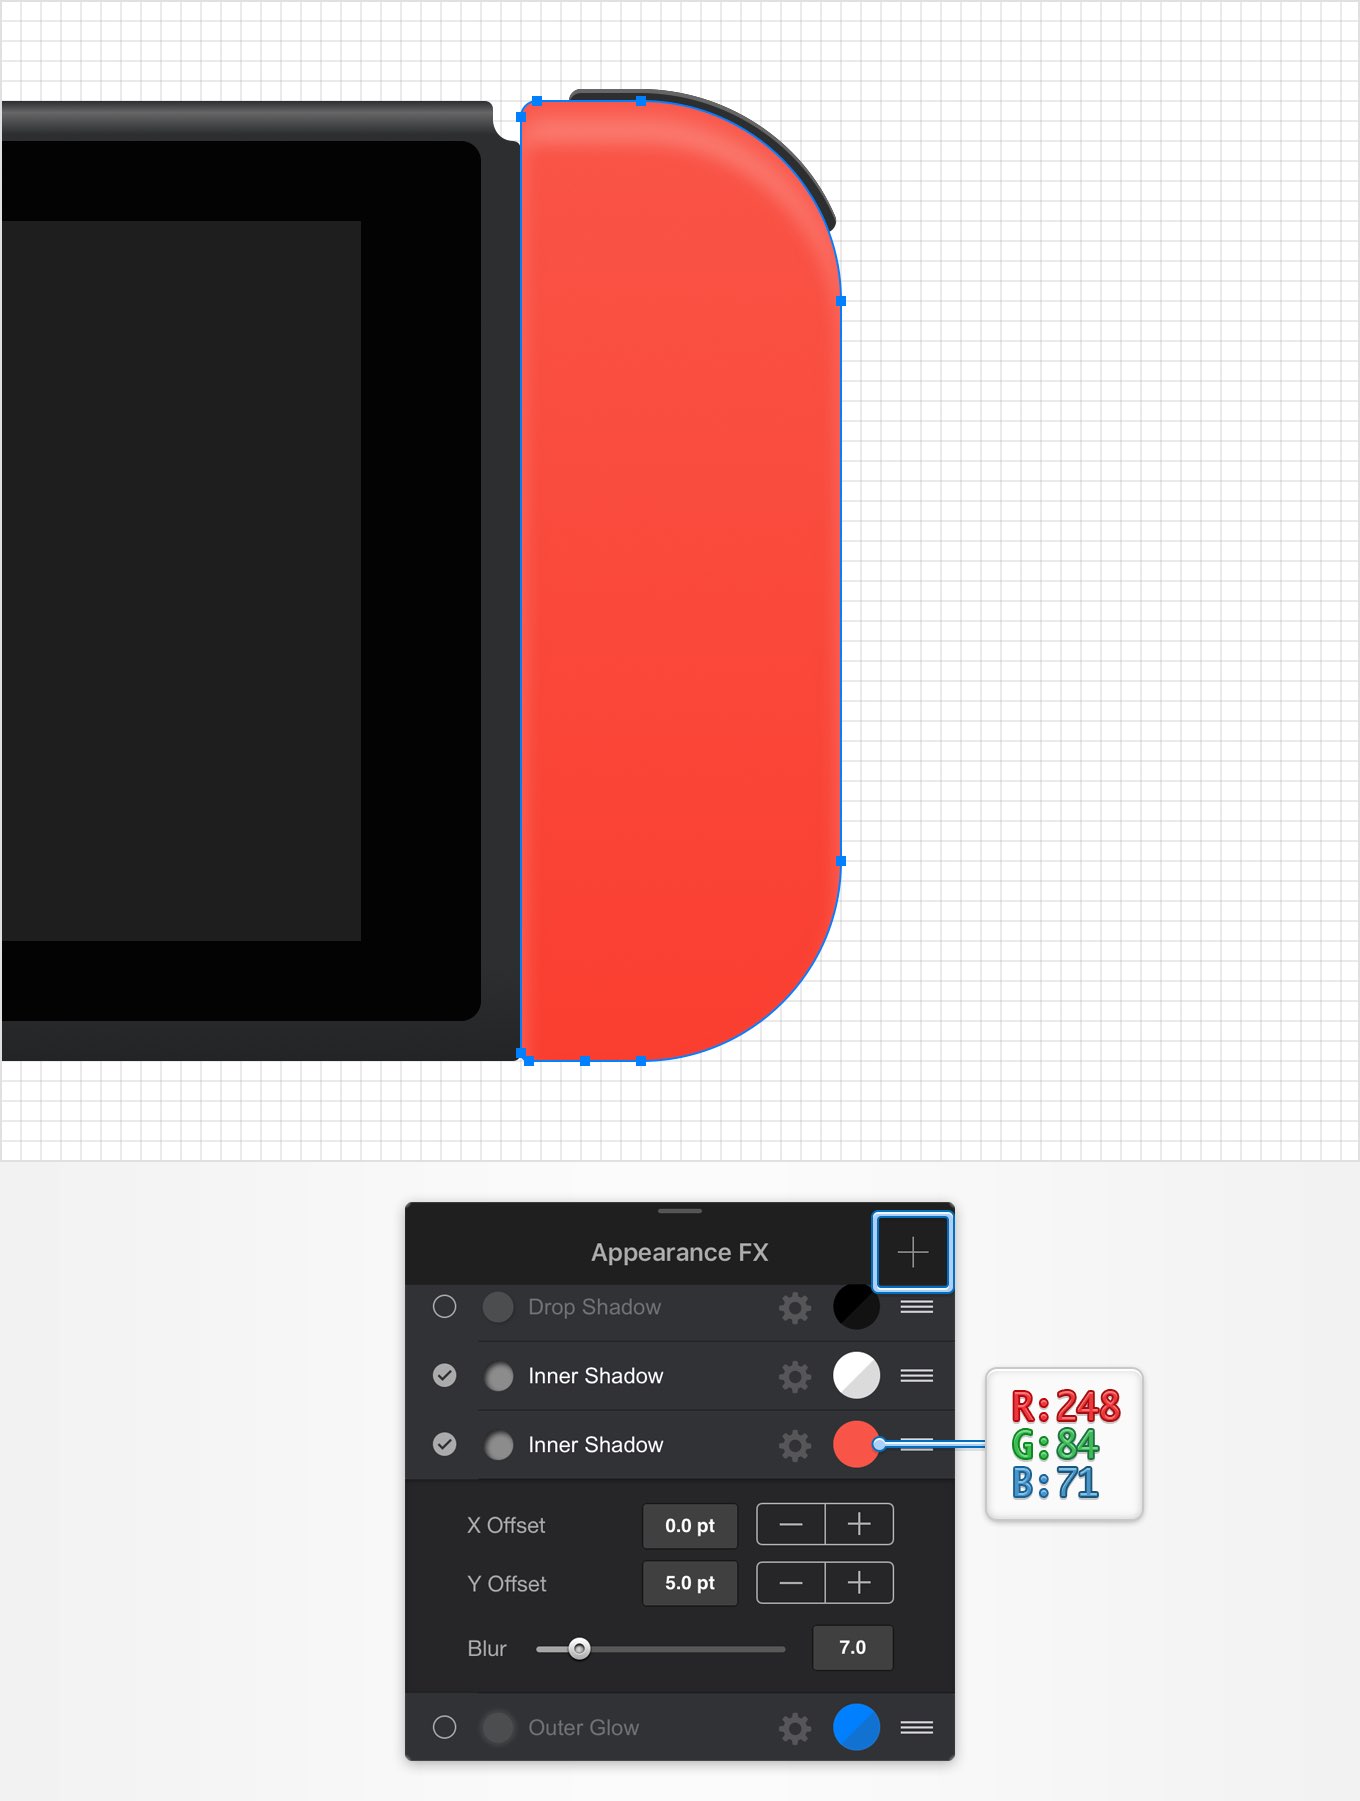 Appearance FX
Drop Shadow
Inner Shadow
Inner Shadow
R:248
G:84
B:71
X Offset 0.0 pt
Y Offset 5.0 pt
Blur 7.0
Outer Glow